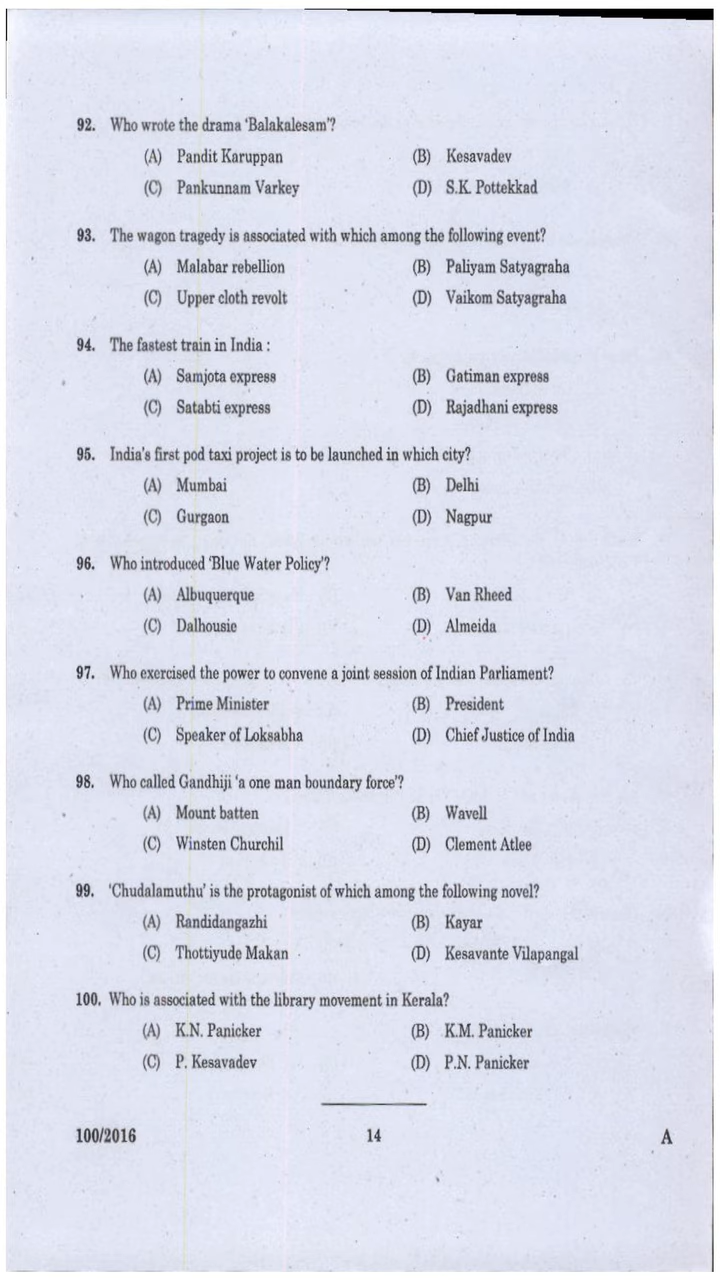 92. Who wrote the drama 'Balakalesam'?
(A) Pandit Karuppan (B) Kesavadev
(C) Pankunnam Varkey (D) S.K. Pottekkad
93. The wagon tragedy is associated with which among the following event?
(A) Malabar rebellion (B) Paliyam Satyagraha
(C) Upper cloth revolt (D) Vaikom Satyagraha
94. The fastest train in India :
(A) Samjota express (B) Gatiman express
(C) Satabti express (D) Rajadhani express
95. India's first pod taxi project is to be launched in which city?
(A) Mumbai (B) Delhi
(C) Gurgaon (D) Nagpur
96. Who introduced 'Blue Water Policy'?
(A) Albuquerque (B) Van Rheed
(C) Dalhousie (D) Almeida
97. Who exercised the power to convene a joint session of Indian Parliament?
(A) Prime Minister (B) President
(C) Speaker of Loksabha (D) Chief Justice of India
98. Who called Gandhiji 'a one man boundary force'?
(A) Mount batten (B) Wavell
(C) Winsten Churchil (D) Clement Atlee
99. 'Chudalamuthu' is the protagonist of which among the following novel?
(A) Randidangazhi (B) Kayar
(C) Thottiyude Makan (D) Kesavante Vilapangal
100. Who is associated with the library movement in Kerala?
(A) K.N. Panicker (B) K.M. Panicker
(C) P. Kesavadev (D) P.N. Panicker
100/2016 14 A